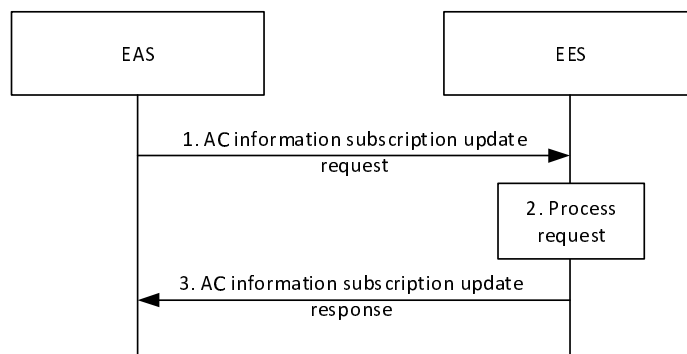 EAS
EES
1. AC information subscription update
request
2. Process
request
3. AC information subscription update
response